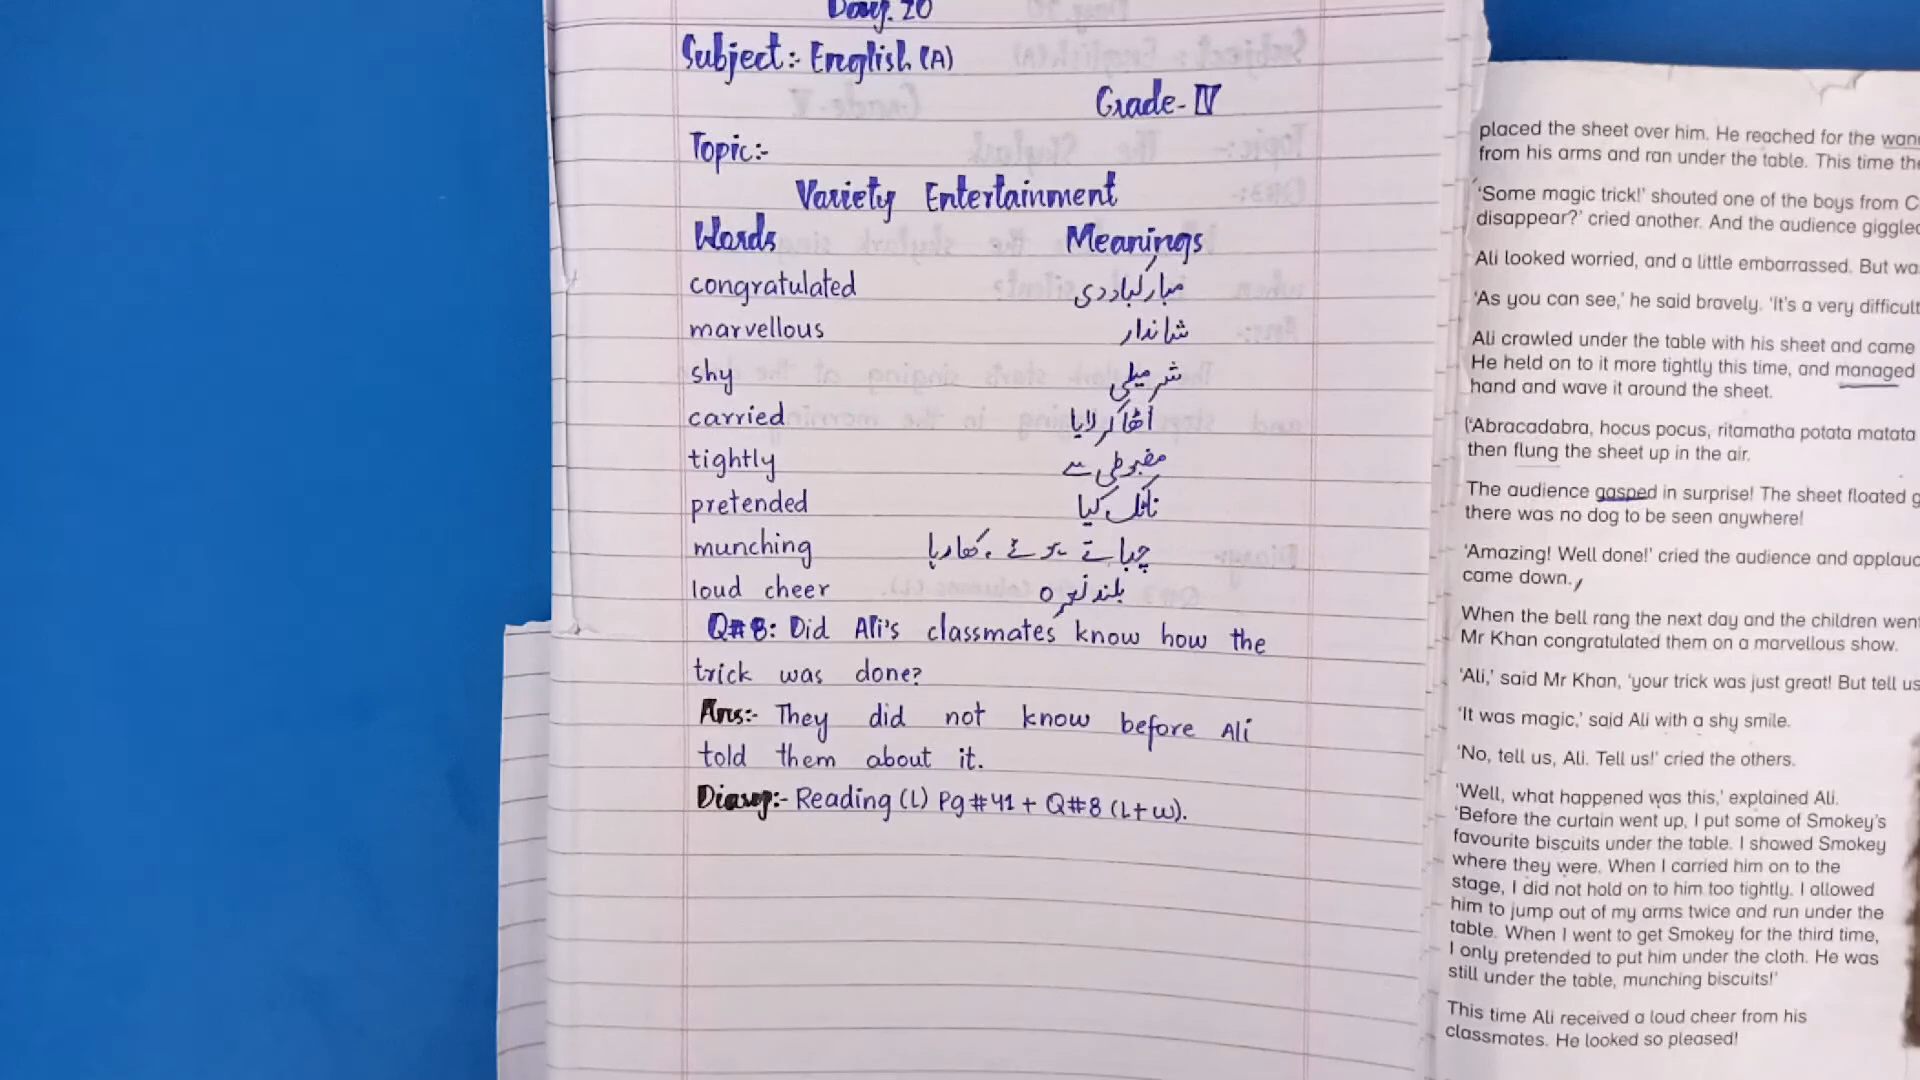 Day. 20
Subject:- English (A)
Grade- IV
Topic:-
Variety Entertainment
Words Meanings
congratulated مبارکباد دی
marvellous شاندار
shy شرمیلی
carried اُٹھا کر لایا
tightly مضبوطی سے
pretended ناٹک کیا
munching چباتے ہوئے، کھا رہا
loud cheer بلند نعرہ
Q#8: Did Ali's classmates know how the
trick was done?
Ans:- They did not know before Ali
told them about it.
Diary:- Reading (L) Pg#41 + Q#8 (L+w).
placed the sheet over him. He reached for the
from his arms and ran under the table. This time
'Some magic trick!' shouted one of the boys from
disappear?' cried another. And the audience
Ali looked worried, and a little embarrassed. But
'As you can see,' he said bravely. 'It's a very
Ali crawled under the table with his sheet and came
He held on to it more tightly this time, and managed
hand and wave it around the sheet.
('Abracadabra, hocus pocus, ritamatha potata matata
then flung the sheet up in the air.
The audience gasped in surprise! The sheet floated
there was no dog to be seen anywhere!
'Amazing! Well done!' cried the audience and
came down.
When the bell rang the next day and the children
Mr Khan congratulated them on a marvellous show.
'Ali,' said Mr Khan, 'your trick was just great! But tell
'It was magic,' said Ali with a shy smile.
'No, tell us, Ali. Tell us!' cried the others.
'Well, what happened was this,' explained Ali.
'Before the curtain went up, I put some of Smokey's
favourite biscuits under the table. I showed Smokey
where they were. When I carried him on to the
stage, I did not hold on to him too tightly. I allowed
him to jump out of my arms twice and run under the
table. When I went to get Smokey for the third time,
I only pretended to put him under the cloth. He was
still under the table, munching biscuits!'
This time Ali received a loud cheer from his
classmates. He looked so pleased!